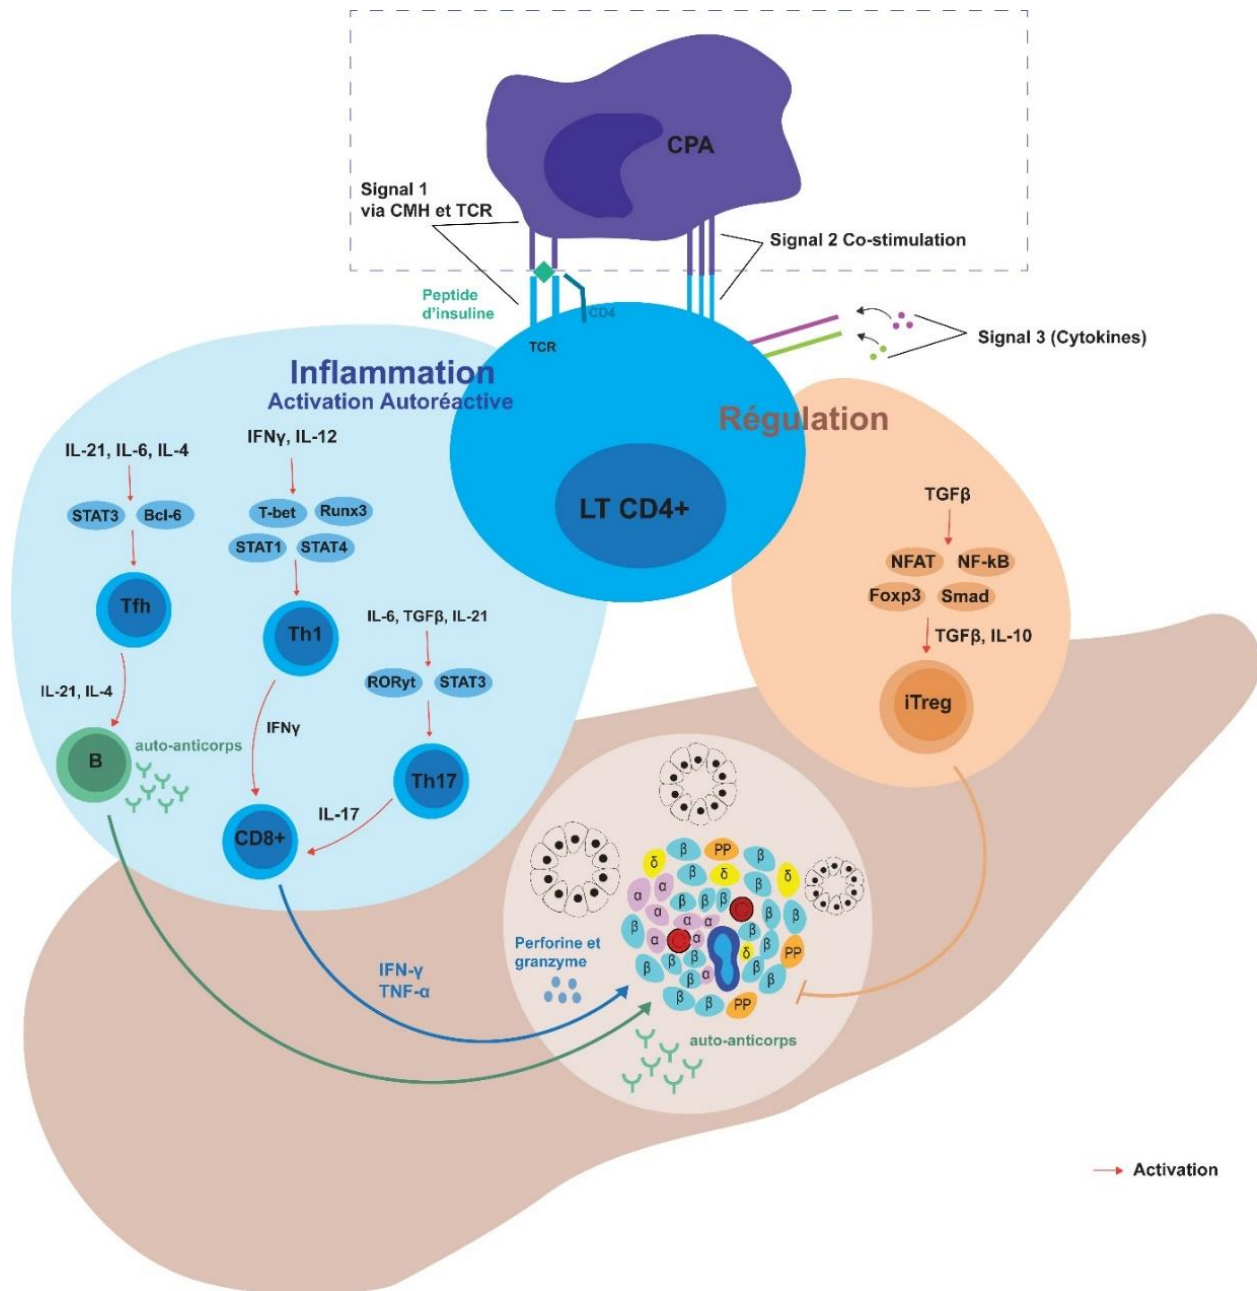 CPA
Signal 1
via CMH et TCR
Signal 2 Co-stimulation
Peptide
d'insuline
CD4
TCR
Signal 3 (Cytokines)
Inflammation
Activation Autoréactive
Régulation
LT CD4+
IL-21, IL-6, IL-4
STAT3
Bcl-6
Tfh
IL-21, IL-4
B
auto-anticorps
IFNγ, IL-12
T-bet
Runx3
STAT1
STAT4
Th1
IFNγ
CD8+
IL-6, TGFβ, IL-21
RORyt
STAT3
Th17
IL-17
TGFβ
NFAT
NF-kB
Foxp3
Smad
TGFβ, IL-10
iTreg
IFN-γ
TNF-α
Perforine et
granzyme
β PP β
δ β δ β δ
α α β β β β β
α α α β β
β α α β β PP
β β β δ β
β β α β
β β PP
auto-anticorps
Activation